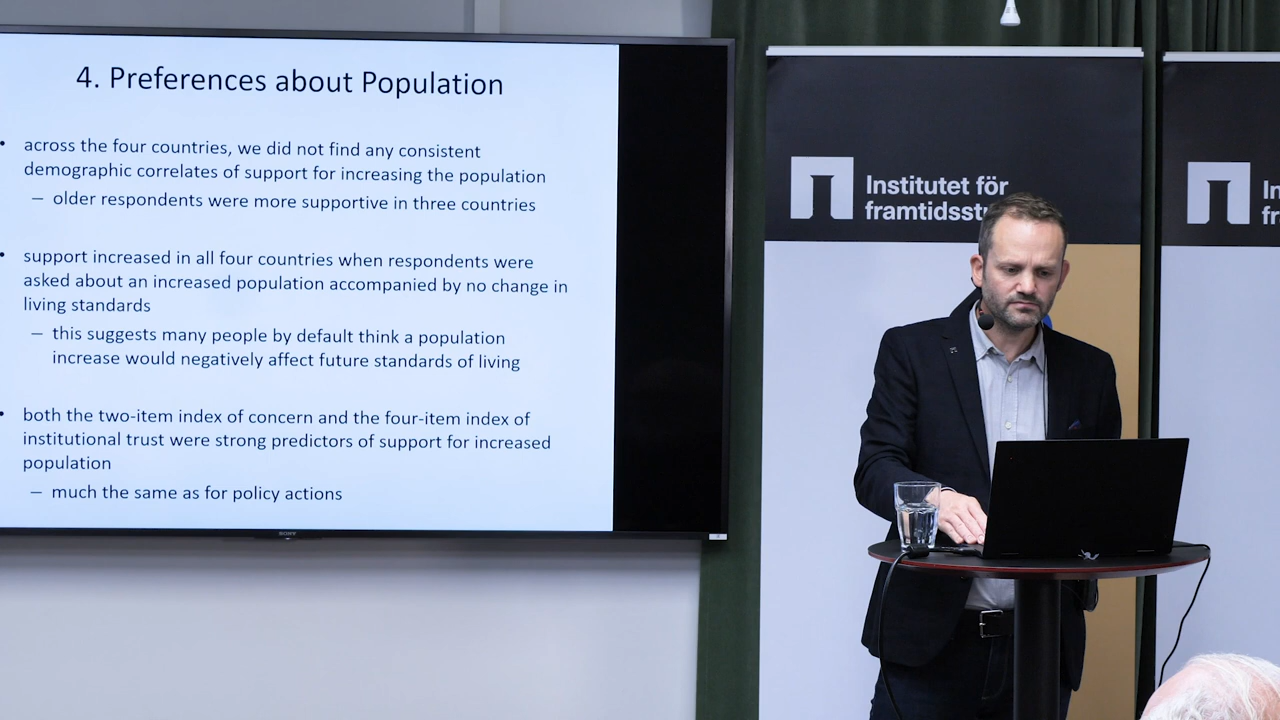 4. Preferences about Population
• across the four countries, we did not find any consistent
demographic correlates of support for increasing the population
– older respondents were more supportive in three countries
• support increased in all four countries when respondents were
asked about an increased population accompanied by no change in
living standards
– this suggests many people by default think a population
increase would negatively affect future standards of living
• both the two-item index of concern and the four-item index of
institutional trust were strong predictors of support for increased
population
– much the same as for policy actions
SONY
Institutet för
framtidsst
In
fr